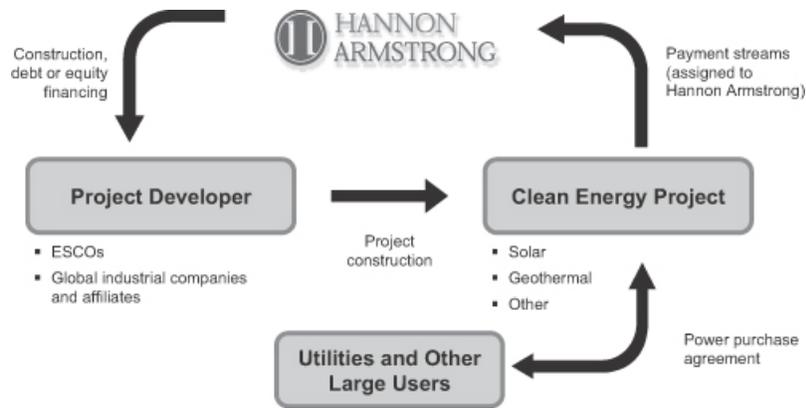 HANNON
ARMSTRONG
Construction,
debt or equity
financing
Payment streams
(assigned to
Hannon Armstrong)
Project Developer
Clean Energy Project
▪ ESCOs
▪ Global industrial companies
and affiliates
Project
construction
▪ Solar
▪ Geothermal
▪ Other
Utilities and Other
Large Users
Power purchase
agreement